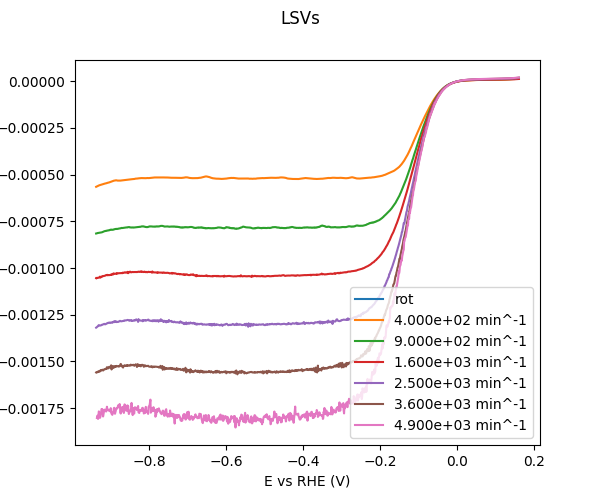 LSVs
0.00000
−0.00025
−0.00050
−0.00075
−0.00100
−0.00125
−0.00150
−0.00175
rot
4.000e+02 min^-1
9.000e+02 min^-1
1.600e+03 min^-1
2.500e+03 min^-1
3.600e+03 min^-1
4.900e+03 min^-1
−0.8 −0.6 −0.4 −0.2 0.0 0.2
E vs RHE (V)